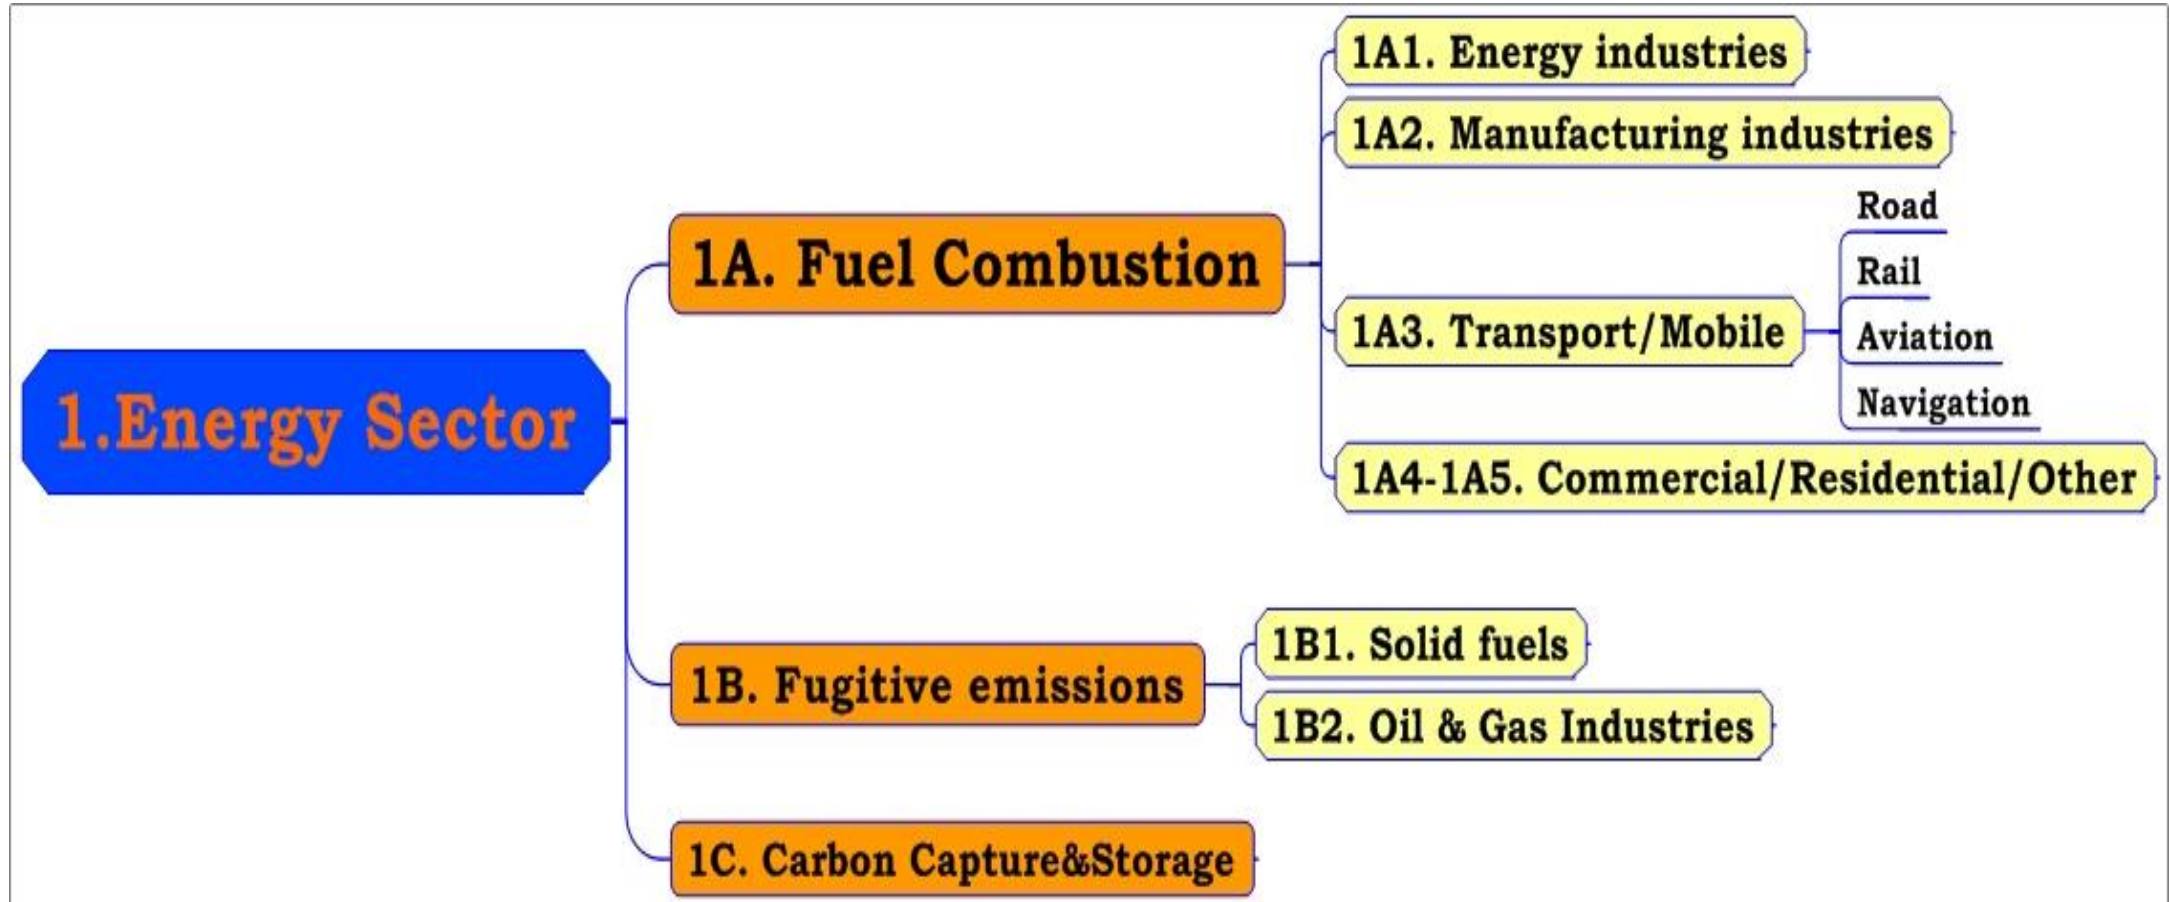 1.Energy Sector
1A. Fuel Combustion
1A1. Energy industries
1A2. Manufacturing industries
1A3. Transport/Mobile
Road
Rail
Aviation
Navigation
1A4-1A5. Commercial/Residential/Other
1B. Fugitive emissions
1B1. Solid fuels
1B2. Oil & Gas Industries
1C. Carbon Capture&Storage